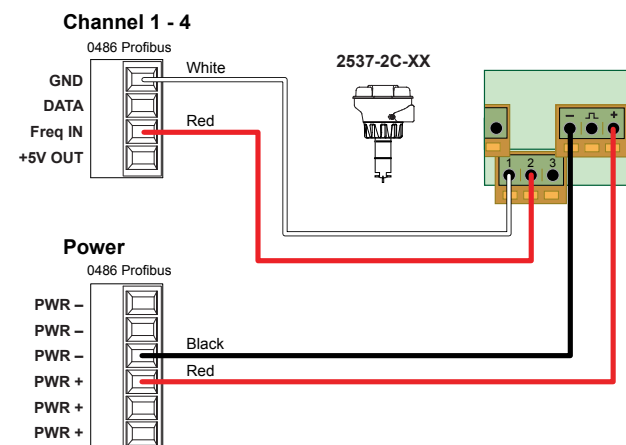 Channel 1 - 4
0486 Profibus
2537-2C-XX
White
GND
DATA
Red
Freq IN
+5V OUT
– ⎍ +
1 2 3
Power
0486 Profibus
PWR –
PWR –
Black
PWR –
Red
PWR +
PWR +
PWR +